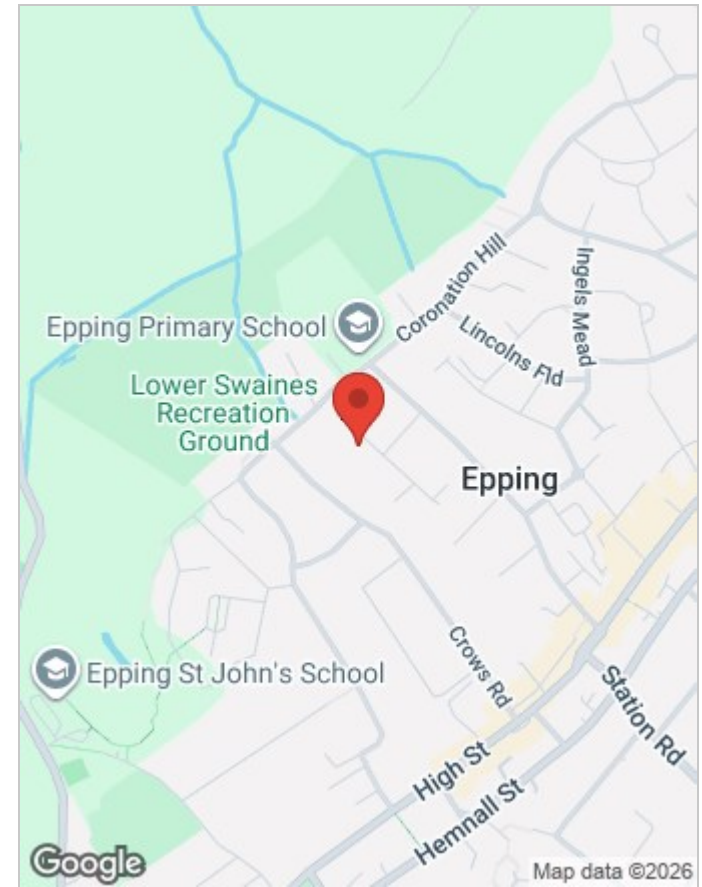 Coronation Hill
Ingels Mead
Epping Primary School
Lincolns Fld
Lower Swaines
Recreation
Ground
Epping
Crows Rd
Epping St John's School
Station Rd
High St
Hemnall St
Google
Map data ©2026